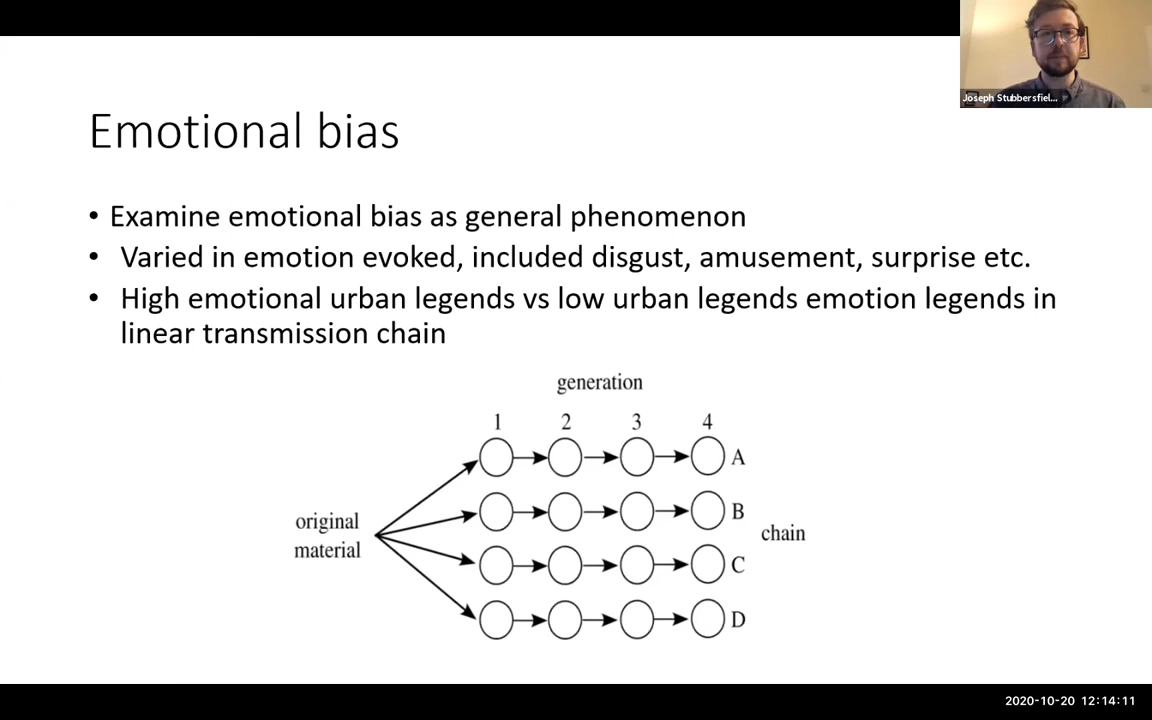 Joseph Stubbersfiel...
Emotional bias
• Examine emotional bias as general phenomenon
• Varied in emotion evoked, included disgust, amusement, surprise etc.
• High emotional urban legends vs low urban legends emotion legends in
linear transmission chain
generation
1 2 3 4
A
B
original
material
chain
C
D
2020-10-20 12:14:11